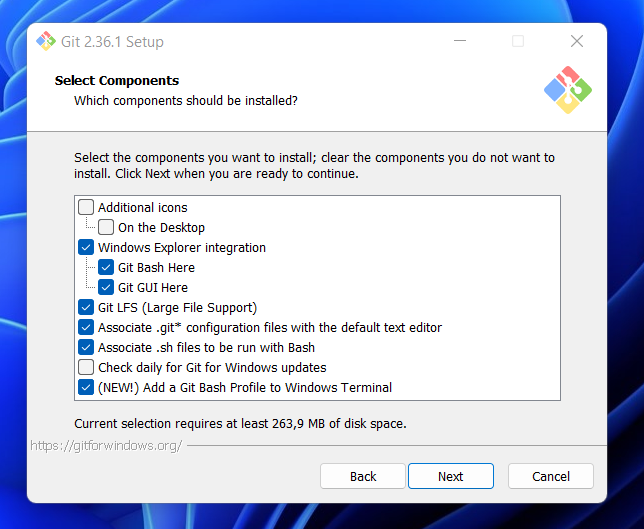 Git 2.36.1 Setup
Select Components
Which components should be installed?
Select the components you want to install; clear the components you do not want to
install. Click Next when you are ready to continue.
Additional icons
On the Desktop
Windows Explorer integration
Git Bash Here
Git GUI Here
Git LFS (Large File Support)
Associate .git* configuration files with the default text editor
Associate .sh files to be run with Bash
Check daily for Git for Windows updates
(NEW!) Add a Git Bash Profile to Windows Terminal
Current selection requires at least 263,9 MB of disk space.
https://gitforwindows.org/
Back Next Cancel